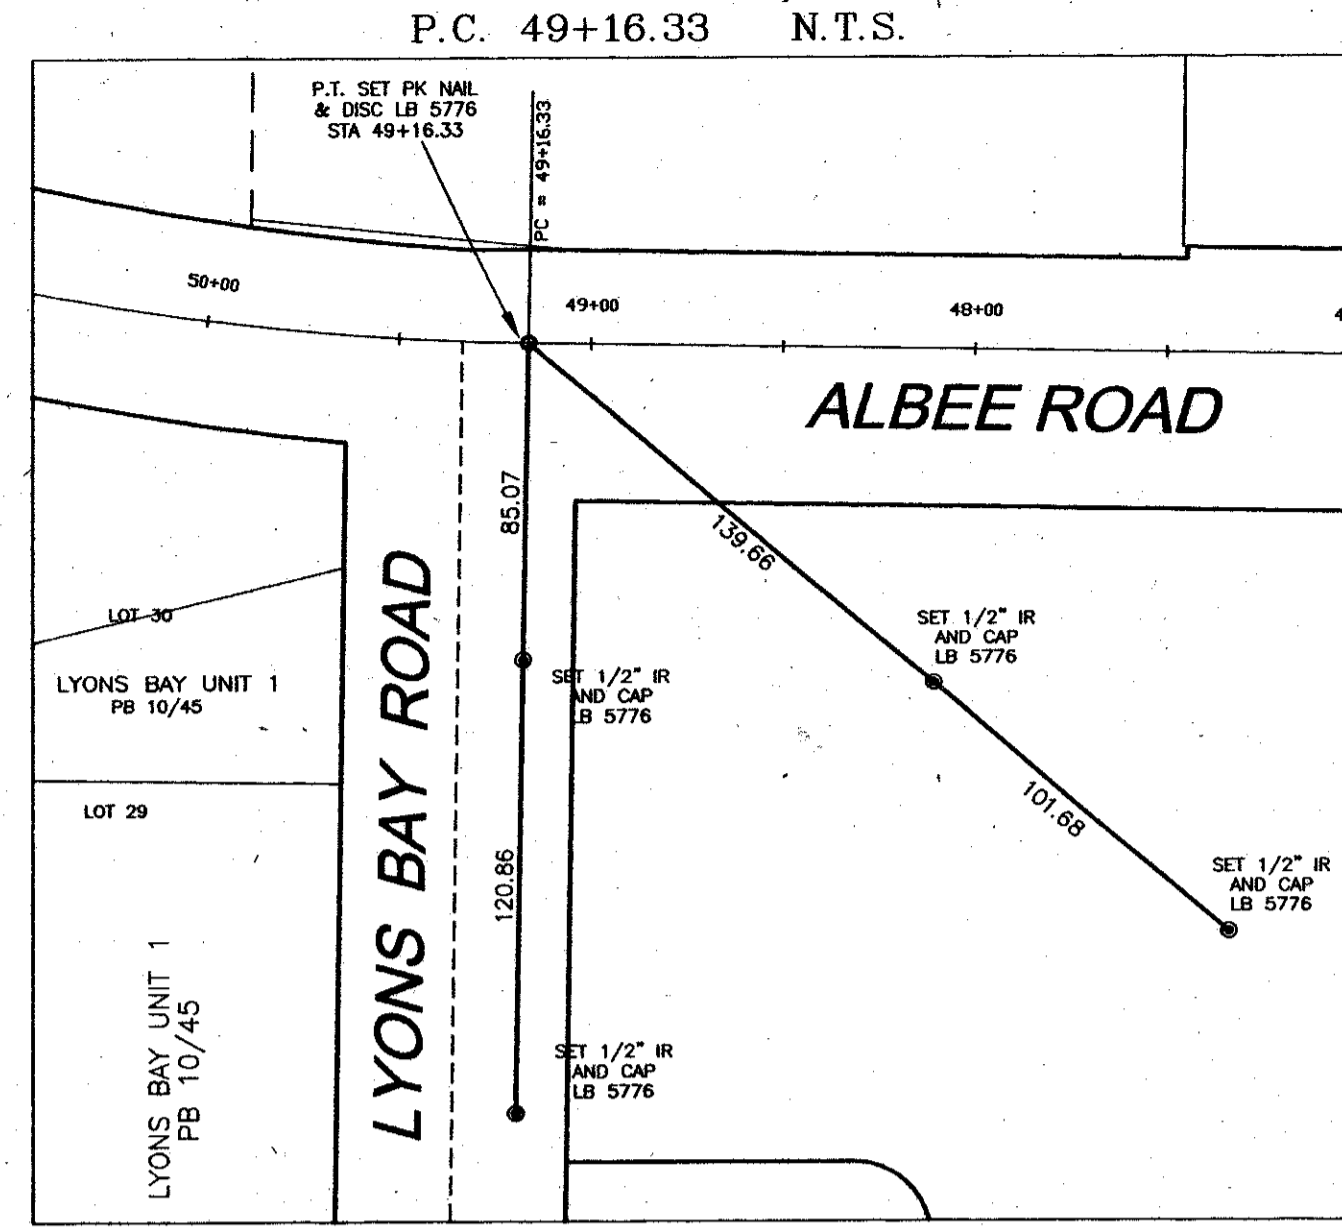 P.C. 49+16.33 N.T.S.
P.T. SET PK NAIL
& DISC LB 5776
STA 49+16.33
PC = 49+16.33
50+00
49+00
48+00
4
ALBEE ROAD
85.07
139.66
LOT 30
LYONS BAY UNIT 1
PB 10/45
SET 1/2" IR
AND CAP
LB 5776
SET 1/2" IR
AND CAP
LB 5776
LYONS BAY ROAD
LOT 29
101.68
120.86
SET 1/2" IR
AND CAP
LB 5776
LYONS BAY UNIT 1
PB 10/45
SET 1/2" IR
AND CAP
LB 5776